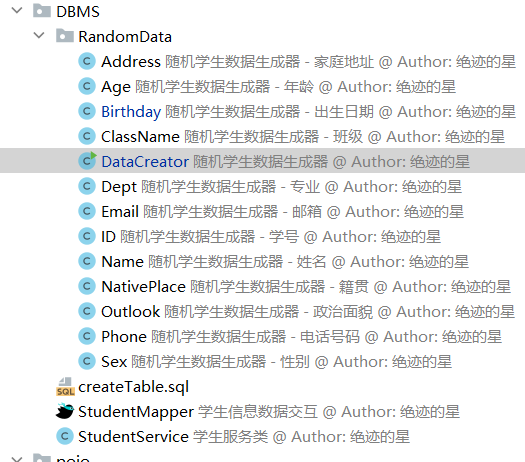 DBMS
RandomData
Address 随机学生数据生成器 - 家庭地址 @ Author: 绝迹的星
Age 随机学生数据生成器 - 年龄 @ Author: 绝迹的星
Birthday 随机学生数据生成器 - 出生日期 @ Author: 绝迹的星
ClassName 随机学生数据生成器 - 班级 @ Author: 绝迹的星
DataCreator 随机学生数据生成器 @ Author: 绝迹的星
Dept 随机学生数据生成器 - 专业 @ Author: 绝迹的星
Email 随机学生数据生成器 - 邮箱 @ Author: 绝迹的星
ID 随机学生数据生成器 - 学号 @ Author: 绝迹的星
Name 随机学生数据生成器 - 姓名 @ Author: 绝迹的星
NativePlace 随机学生数据生成器 - 籍贯 @ Author: 绝迹的星
Outlook 随机学生数据生成器 - 政治面貌 @ Author: 绝迹的星
Phone 随机学生数据生成器 - 电话号码 @ Author: 绝迹的星
Sex 随机学生数据生成器 - 性别 @ Author: 绝迹的星
createTable.sql
StudentMapper 学生信息数据交互 @ Author: 绝迹的星
StudentService 学生服务类 @ Author: 绝迹的星